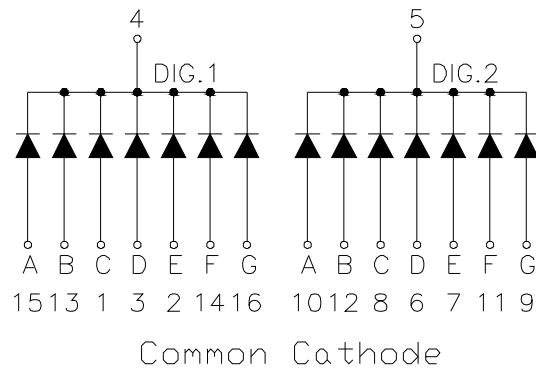 4 5
DIG.1 DIG.2
A B C D E F G A B C D E F G
15 13 1 3 2 14 16 10 12 8 6 7 11 9
Common Cathode